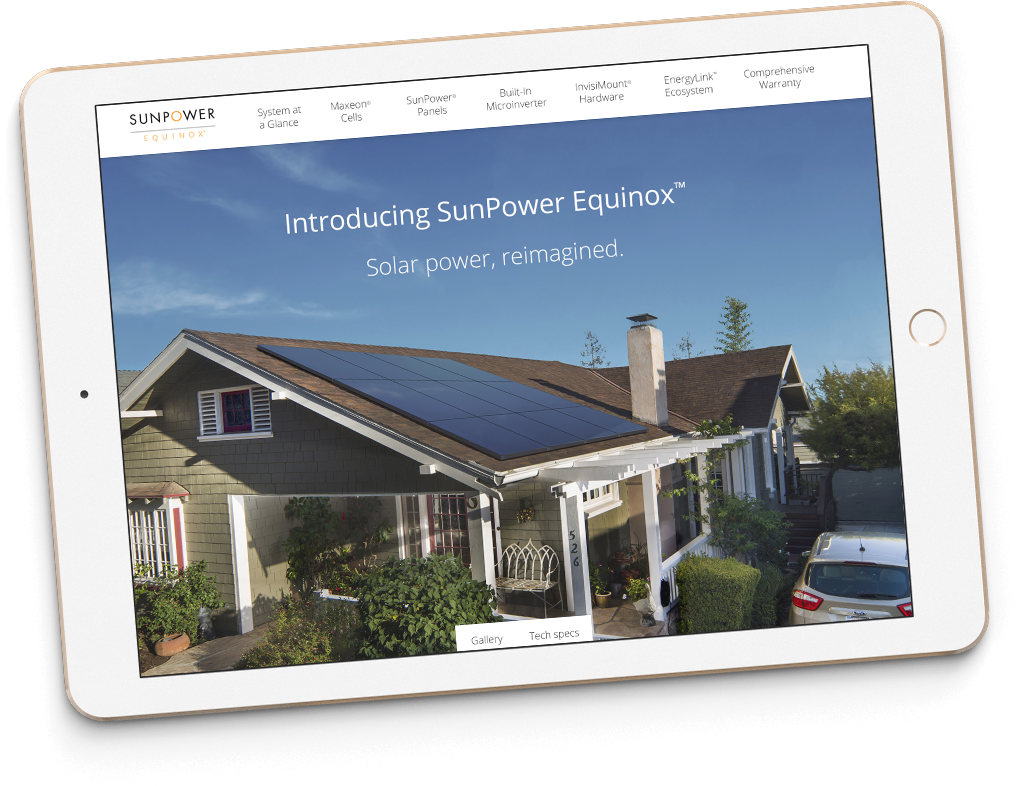 SUNPOWER
EQUINOX®
System at
a Glance
Maxeon®
Cells
SunPower®
Panels
Built-In
Microinverter
InvisiMount®
Hardware
EnergyLink™
Ecosystem
Comprehensive
Warranty
Introducing SunPower Equinox™
Solar power, reimagined.
526
Gallery
Tech specs